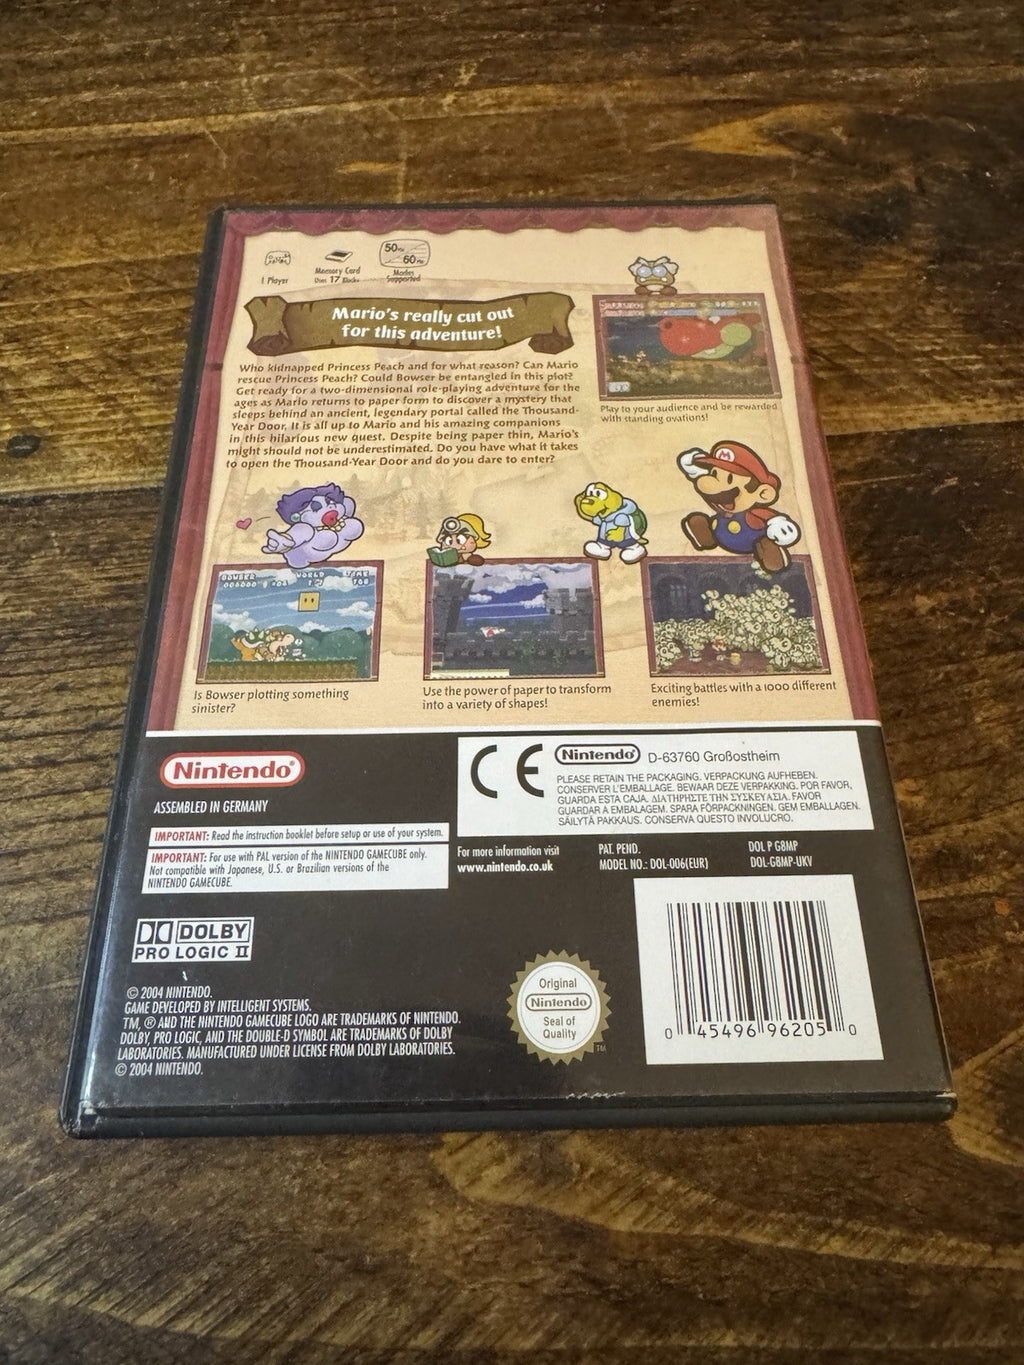 1 Player
Memory Card
Uses 17 Blocks
50Hz
60Hz
Modes
Supported
Mario's really cut out
for this adventure!
Who kidnapped Princess Peach and for what reason? Can Mario
rescue Princess Peach? Could Bowser be entangled in this plot?
Get ready for a two-dimensional role-playing adventure for the
ages as Mario returns to paper form to discover a mystery that
sleeps behind an ancient, legendary portal called the Thousand-
Year Door. It is all up to Mario and his amazing companions
in this hilarious new quest. Despite being paper thin, Mario's
might should not be underestimated. Do you have what it takes
to open the Thousand-Year Door and do you dare to enter?
Play to your audience and be rewarded
with standing ovations!
M
BOWSER
WORLD
TIME
Is Bowser plotting something
sinister?
Use the power of paper to transform
into a variety of shapes!
Exciting battles with a 1000 different
enemies!
Nintendo®
ASSEMBLED IN GERMANY
IMPORTANT: Read the instruction booklet before setup or use of your system.
IMPORTANT: For use with PAL version of the NINTENDO GAMECUBE only.
Not compatible with Japanese, U.S. or Brazilian versions of the
NINTENDO GAMECUBE.
CE
Nintendo® D-63760 Großostheim
PLEASE RETAIN THE PACKAGING. VERPACKUNG AUFHEBEN.
CONSERVER L'EMBALLAGE. BEWAAR DEZE VERPAKKING. POR FAVOR,
GUARDA ESTA CAJA. ΔΙΑΤΗΡΗΣΤΕ ΤΗΝ ΣΥΣΚΕΥΑΣΙΑ. FAVOR
GUARDAR A EMBALAGEM. SPARA FÖRPACKNINGEN. GEM EMBALLAGEN.
SÄILYTÄ PAKKAUS. CONSERVA QUESTO INVOLUCRO.
For more information visit
www.nintendo.co.uk
PAT. PEND.
MODEL NO.: DOL-006(EUR)
DOL P G8MP
DOL-G8MP-UKV
DOLBY
PRO LOGIC II
© 2004 NINTENDO.
GAME DEVELOPED BY INTELLIGENT SYSTEMS.
TM, ® AND THE NINTENDO GAMECUBE LOGO ARE TRADEMARKS OF NINTENDO.
DOLBY, PRO LOGIC, AND THE DOUBLE-D SYMBOL ARE TRADEMARKS OF DOLBY
LABORATORIES. MANUFACTURED UNDER LICENSE FROM DOLBY LABORATORIES.
© 2004 NINTENDO.
Original
Nintendo
Seal of
Quality
TM
0 45496 96205 0